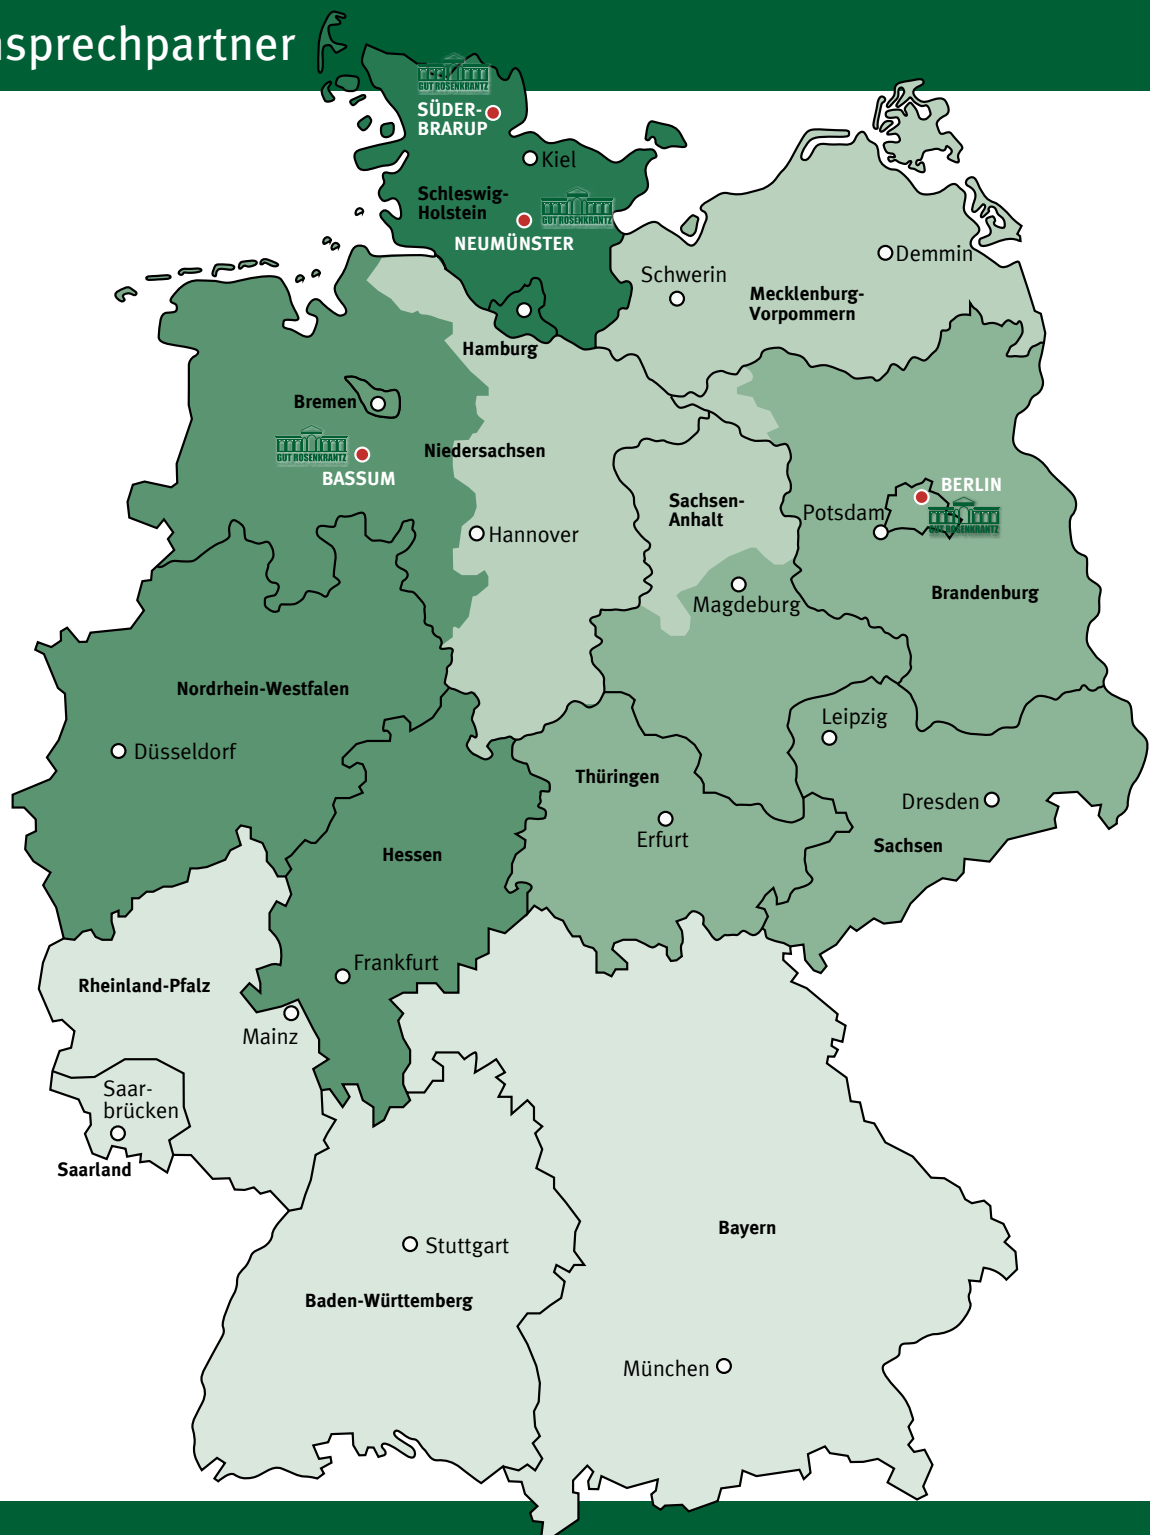 nsprechpartner
GUT ROSENKRANTZ
SÜDER-
BRARUP
Kiel
Schleswig-
Holstein
GUT ROSENKRANTZ
NEUMÜNSTER
Demmin
Schwerin
Mecklenburg-
Vorpommern
Hamburg
Bremen
GUT ROSENKRANTZ
BASSUM
Niedersachsen
Hannover
Sachsen-
Anhalt
BERLIN
GUT ROSENKRANTZ
Potsdam
Brandenburg
Magdeburg
Nordrhein-Westfalen
Düsseldorf
Leipzig
Thüringen
Dresden
Erfurt
Sachsen
Hessen
Frankfurt
Rheinland-Pfalz
Mainz
Saar-
brücken
Saarland
Bayern
Stuttgart
Baden-Württemberg
München